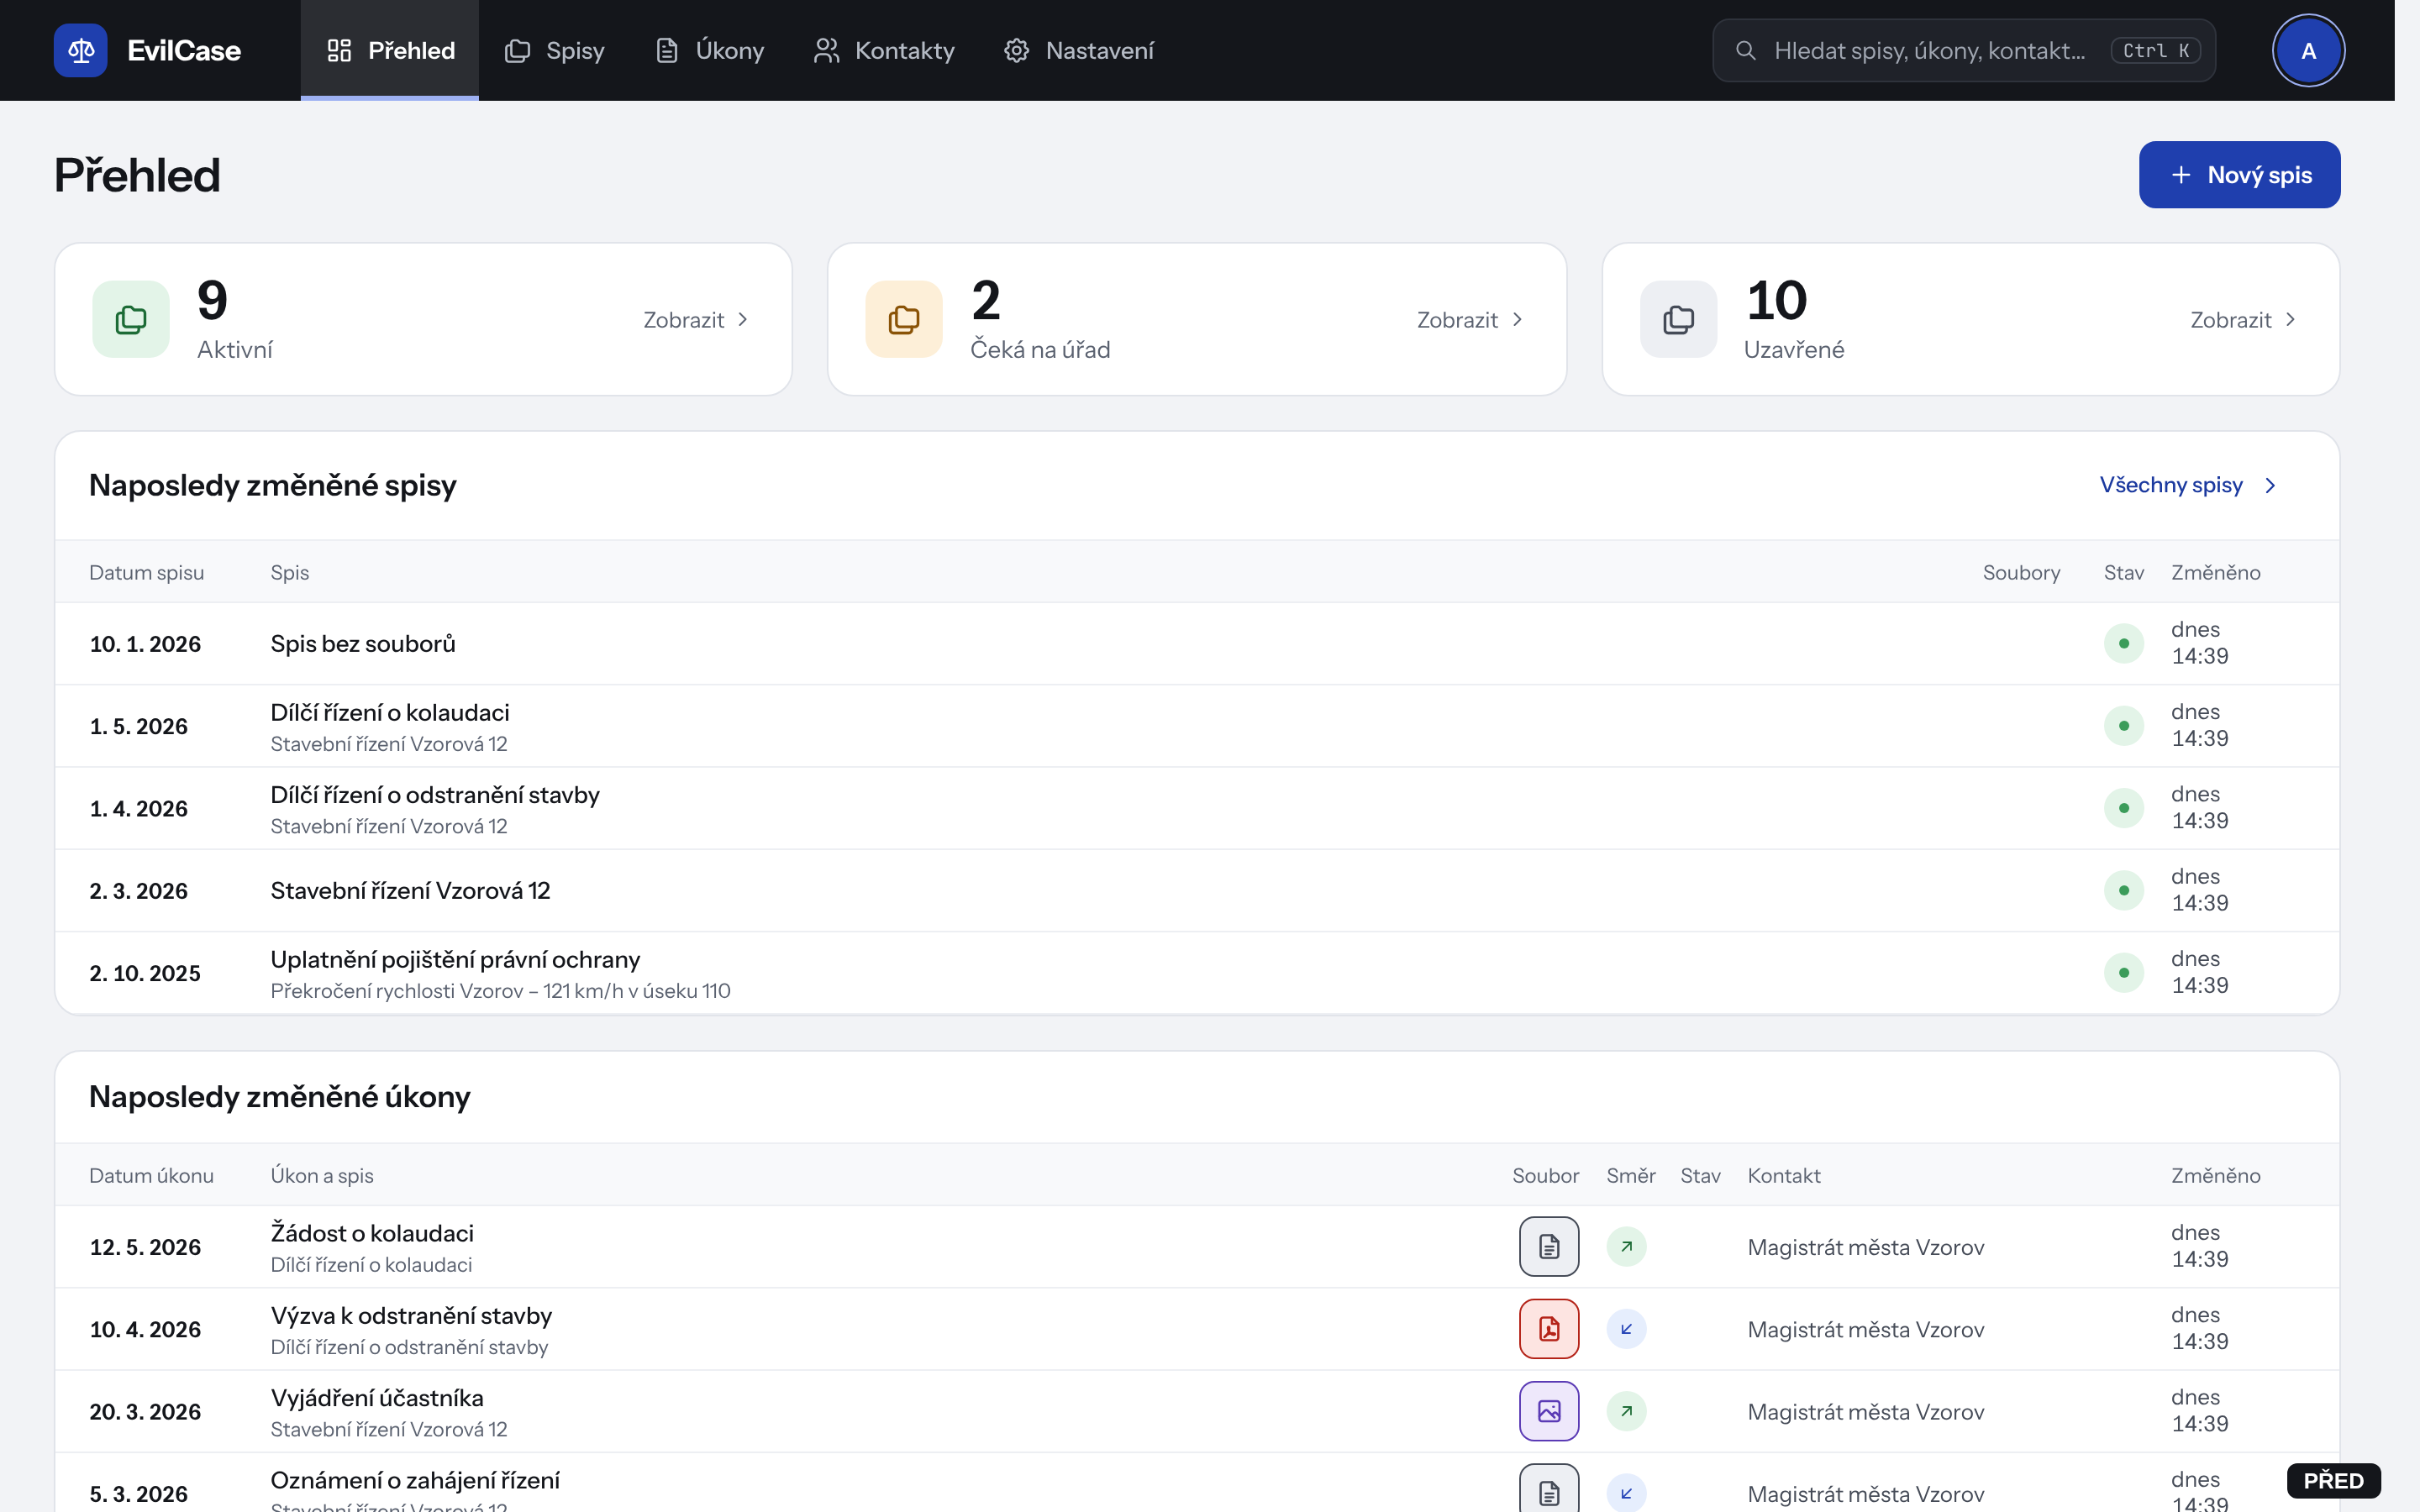 EvilCase
Přehled
Spisy
Úkony
Kontakty
Nastavení
Hledat spisy, úkony, kontakt...
Ctrl K
A
Přehled
Nový spis
9
Aktivní
Zobrazit
2
Čeká na úřad
Zobrazit
10
Uzavřené
Zobrazit
Naposledy změněné spisy
Všechny spisy
Datum spisu Spis Soubory Stav Změněno
10. 1. 2026 Spis bez souborů dnes
14:39
1. 5. 2026 Dílčí řízení o kolaudaci dnes
Stavební řízení Vzorová 12 14:39
1. 4. 2026 Dílčí řízení o odstranění stavby dnes
Stavební řízení Vzorová 12 14:39
2. 3. 2026 Stavební řízení Vzorová 12 dnes
14:39
2. 10. 2025 Uplatnění pojištění právní ochrany dnes
Překročení rychlosti Vzorov – 121 km/h v úseku 110 14:39
Naposledy změněné úkony
Datum úkonu Úkon a spis Soubor Směr Stav Kontakt Změněno
12. 5. 2026 Žádost o kolaudaci Magistrát města Vzorov dnes
Dílčí řízení o kolaudaci 14:39
10. 4. 2026 Výzva k odstranění stavby Magistrát města Vzorov dnes
Dílčí řízení o odstranění stavby 14:39
20. 3. 2026 Vyjádření účastníka Magistrát města Vzorov dnes
Stavební řízení Vzorová 12 14:39
5. 3. 2026 Oznámení o zahájení řízení Magistrát města Vzorov dnes
Stavební řízení Vzorová 12 14:39
PŘED